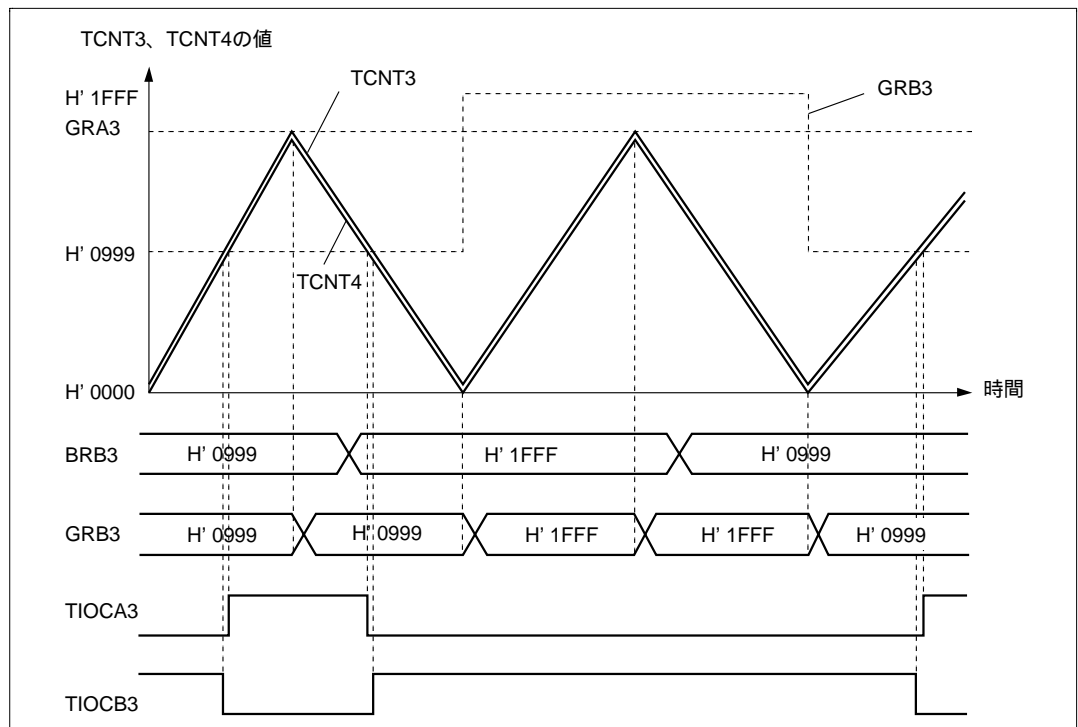 TCNT3、TCNT4の値
TCNT3
GRB3
H' 1FFF
GRA3
H' 0999
TCNT4
H' 0000
時間
BRB3
H' 0999
H' 1FFF
H' 0999
GRB3
H' 0999
H' 0999
H' 1FFF
H' 1FFF
H' 0999
TIOCA3
TIOCB3